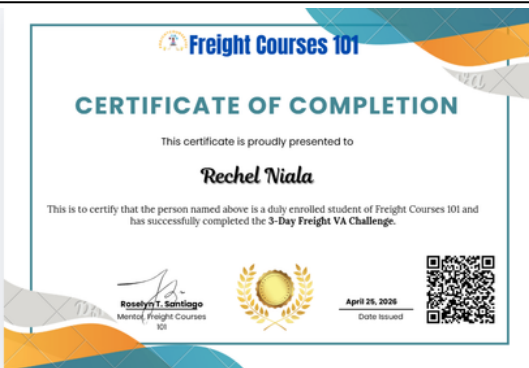 Freight Courses 101
CERTIFICATE OF COMPLETION
This certificate is proudly presented to
Rechel Niala
This is to certify that the person named above is a duly enrolled student of Freight Courses 101 and
has successfully completed the 3-Day Freight VA Challenge.
Roselyn T. Santiago
Mentor, Freight Courses
101
April 25, 2026
Date Issued